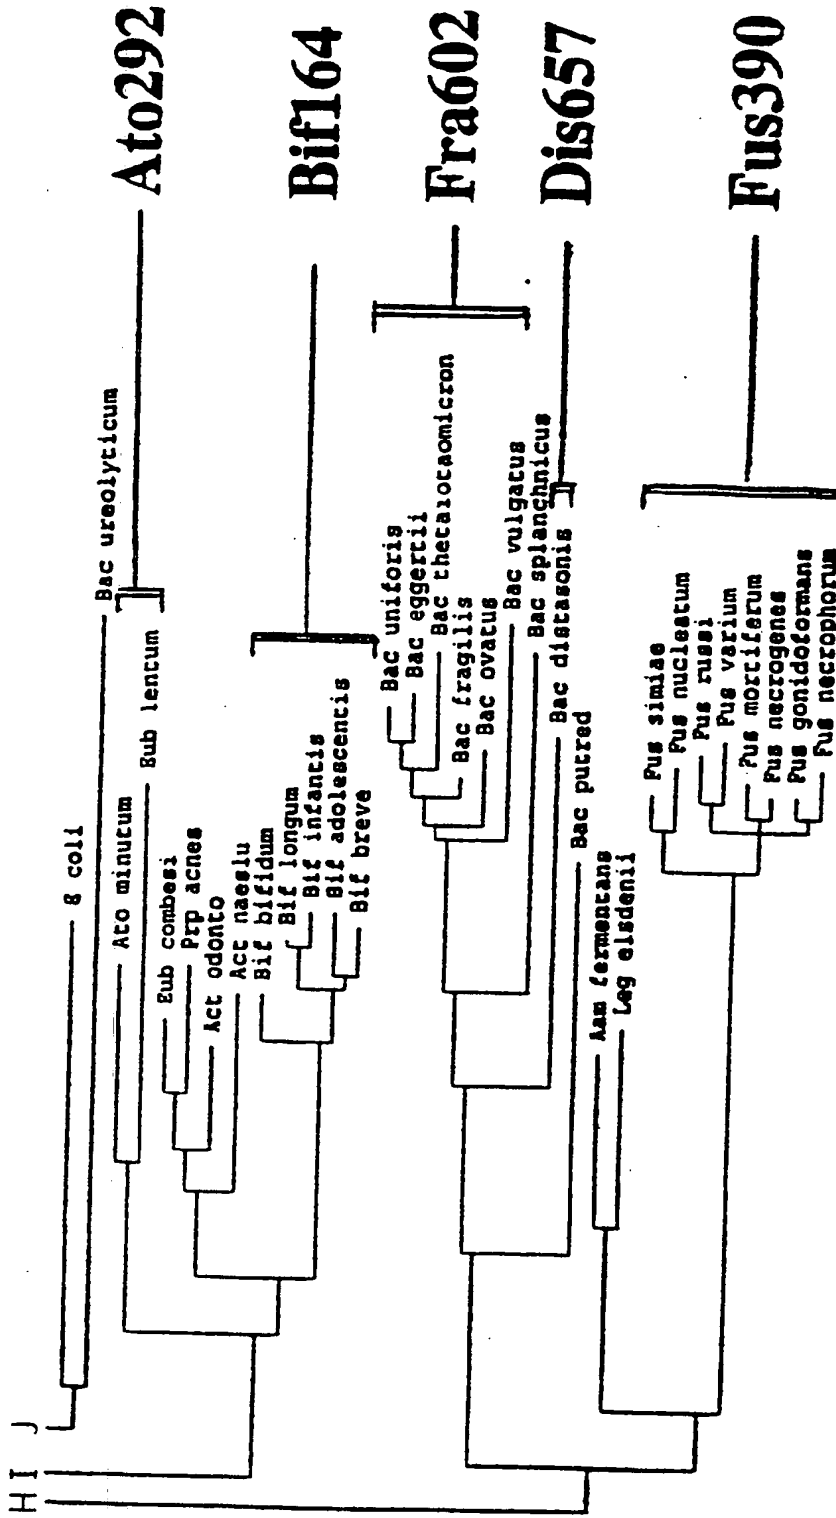 H
I
J
E coli
Bac ureolyticum
Ato minutum
Eub lentum
Ato292
Eub combesi
Prp acnes
Act odonto
Act naeslu
Bif bifidum
Bif longum
Bif infantis
Bif adolescentis
Bif breve
Bif164
Bac uniforis
Bac eggertii
Bac thetaiotaomicron
Bac fragilis
Bac ovatus
Bac vulgatus
Bac splanchnicus
Fra602
Bac distasonis
Dis657
Bac putred
Aam fermentans
Leg elsdenii
Fus simiae
Fus nucleatum
Fus russi
Fus varium
Fus mortiferum
Fus necrogenes
Fus gonidoformans
Fus necrophorum
Fus390